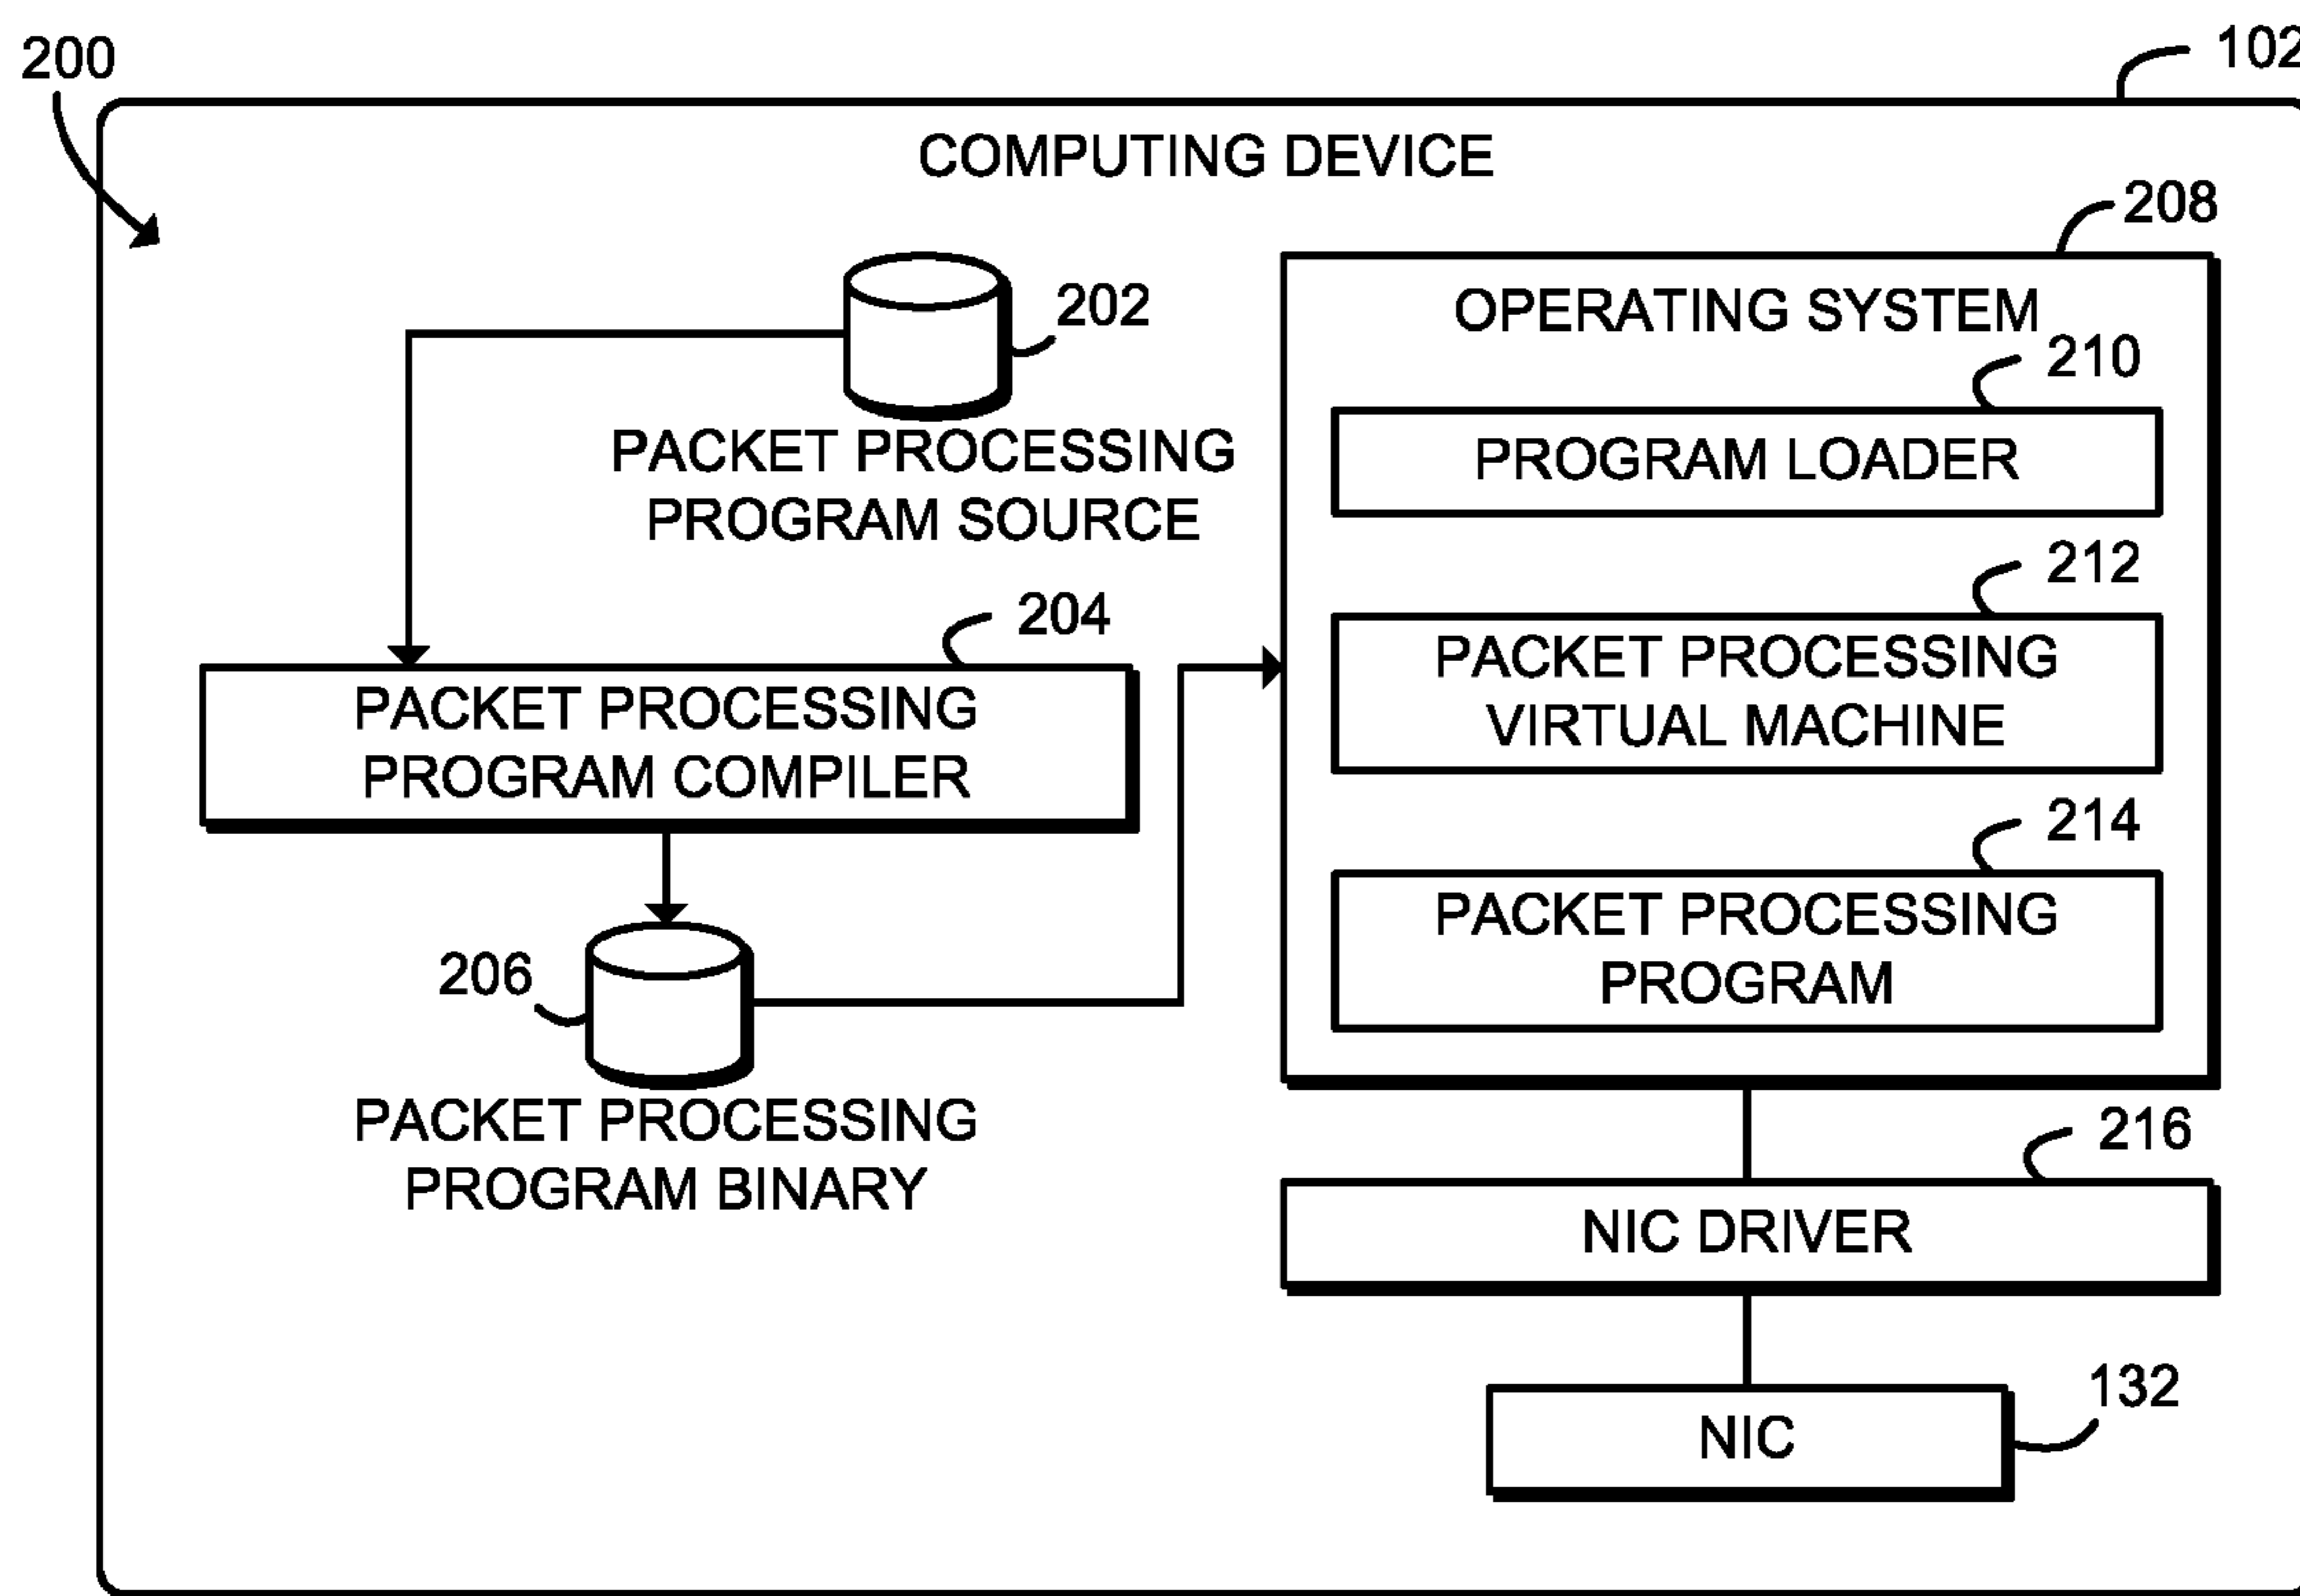 200
102
COMPUTING DEVICE
208
202
PACKET PROCESSING
PROGRAM SOURCE
204
PACKET PROCESSING
PROGRAM COMPILER
206
PACKET PROCESSING
PROGRAM BINARY
OPERATING SYSTEM
210
PROGRAM LOADER
212
PACKET PROCESSING
VIRTUAL MACHINE
214
PACKET PROCESSING
PROGRAM
216
NIC DRIVER
132
NIC